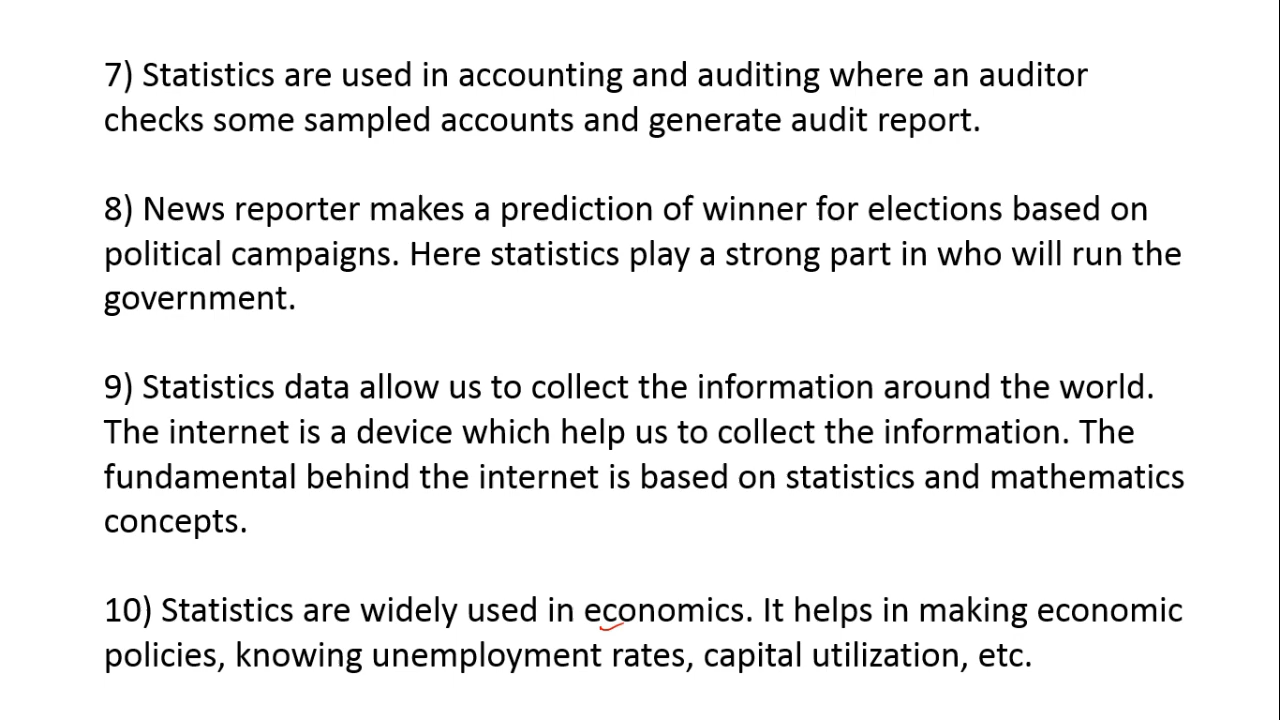 7) Statistics are used in accounting and auditing where an auditor
checks some sampled accounts and generate audit report.
8) News reporter makes a prediction of winner for elections based on
political campaigns. Here statistics play a strong part in who will run the
government.
9) Statistics data allow us to collect the information around the world.
The internet is a device which help us to collect the information. The
fundamental behind the internet is based on statistics and mathematics
concepts.
10) Statistics are widely used in economics. It helps in making economic
policies, knowing unemployment rates, capital utilization, etc.